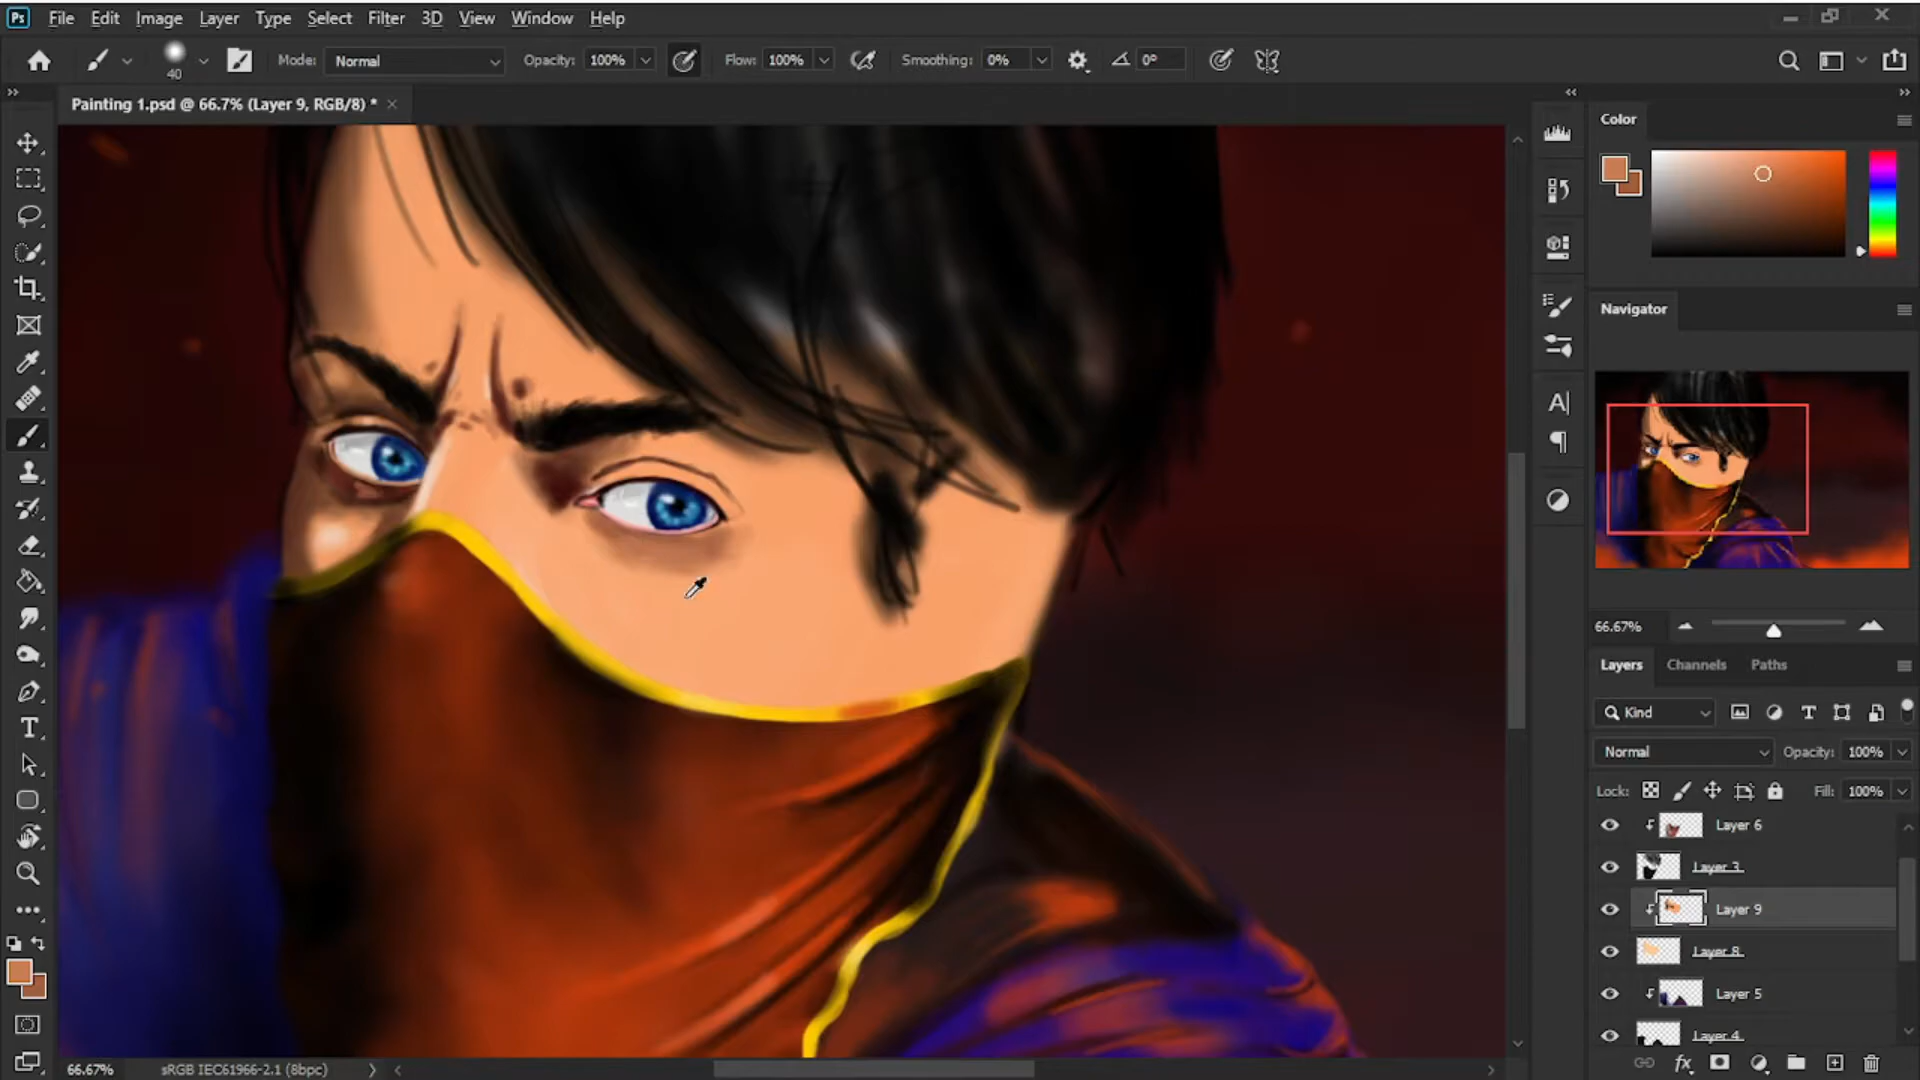 Ps File Edit Image Layer Type Select Filter 3D View Window Help
40 Mode: Normal Opacity: 100% Flow: 100% Smoothing: 0% 0°
Painting 1.psd @ 66.7% (Layer 9, RGB/8) *
Color
Navigator
66.67%
Layers Channels Paths
Kind
Normal Opacity: 100%
Lock: Fill: 100%
Layer 6
Layer 3
Layer 9
Layer 8
Layer 5
Layer 4
fx
66.67% sRGB IEC61966-2.1 (8bpc)